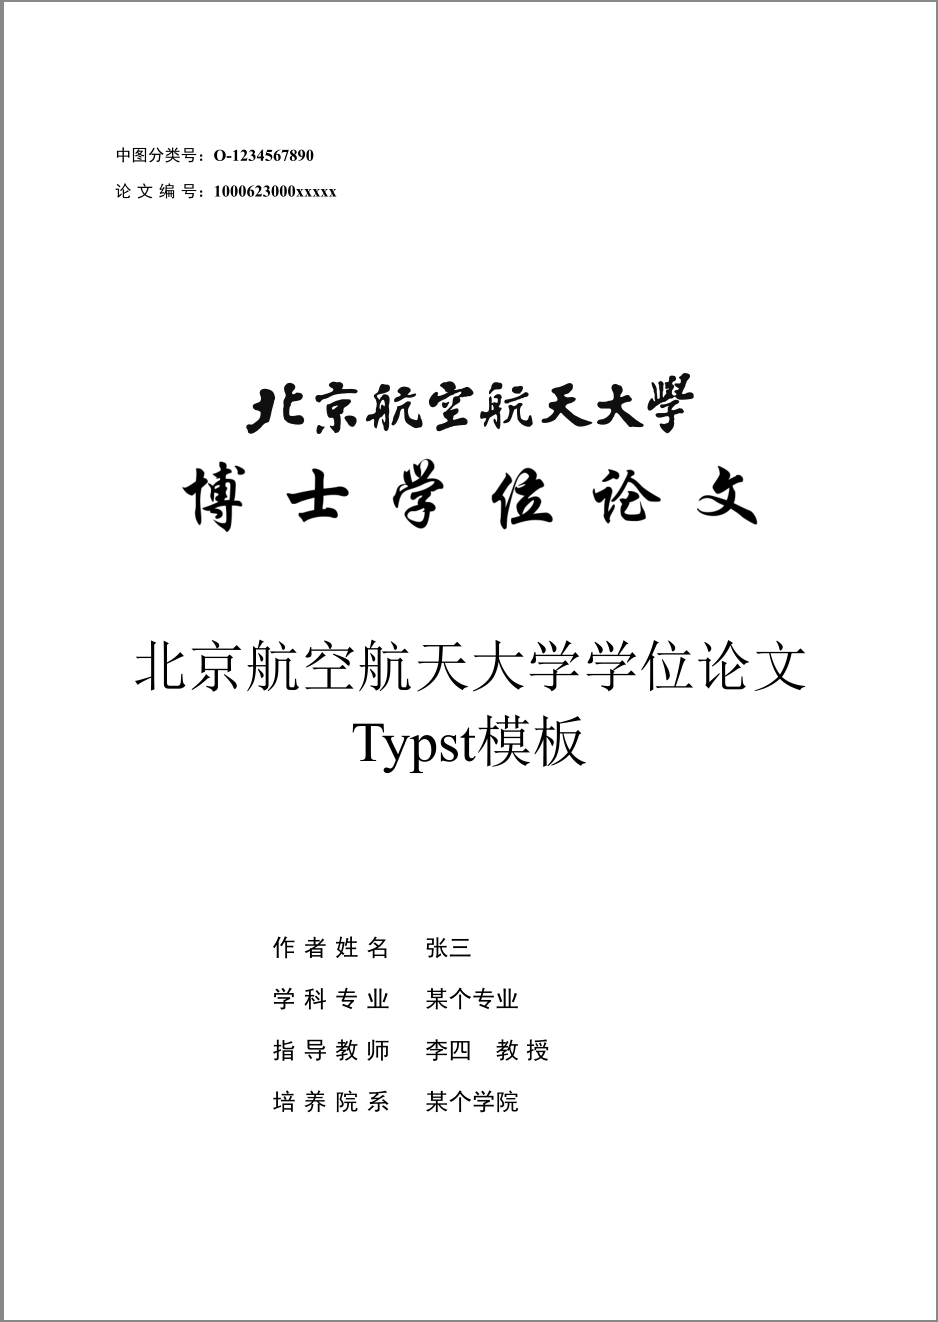 中图分类号：O-1234567890
论 文 编 号：1000623000xxxxx
北京航空航天大學
博士学位论文
北京航空航天大学学位论文
Typst模板
作 者 姓 名 张三
学 科 专 业 某个专业
指 导 教 师 李四 教 授
培 养 院 系 某个学院